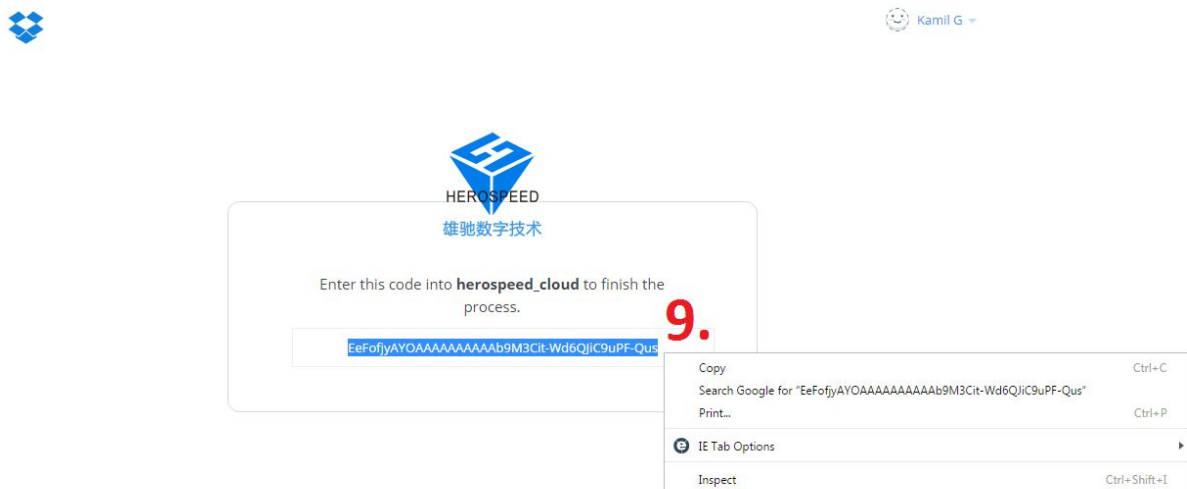 Kamil G
HEROSPEED
雄驰数字技术
Enter this code into herospeed_cloud to finish the
process.
9.
EeFofjyAYOAAAAAAAAAAb9M3Cit-Wd6QJiC9uPF-Qus
Copy Ctrl+C
Search Google for "EeFofjyAYOAAAAAAAAAAb9M3Cit-Wd6QJiC9uPF-Qus"
Print... Ctrl+P
IE Tab Options
Inspect Ctrl+Shift+I